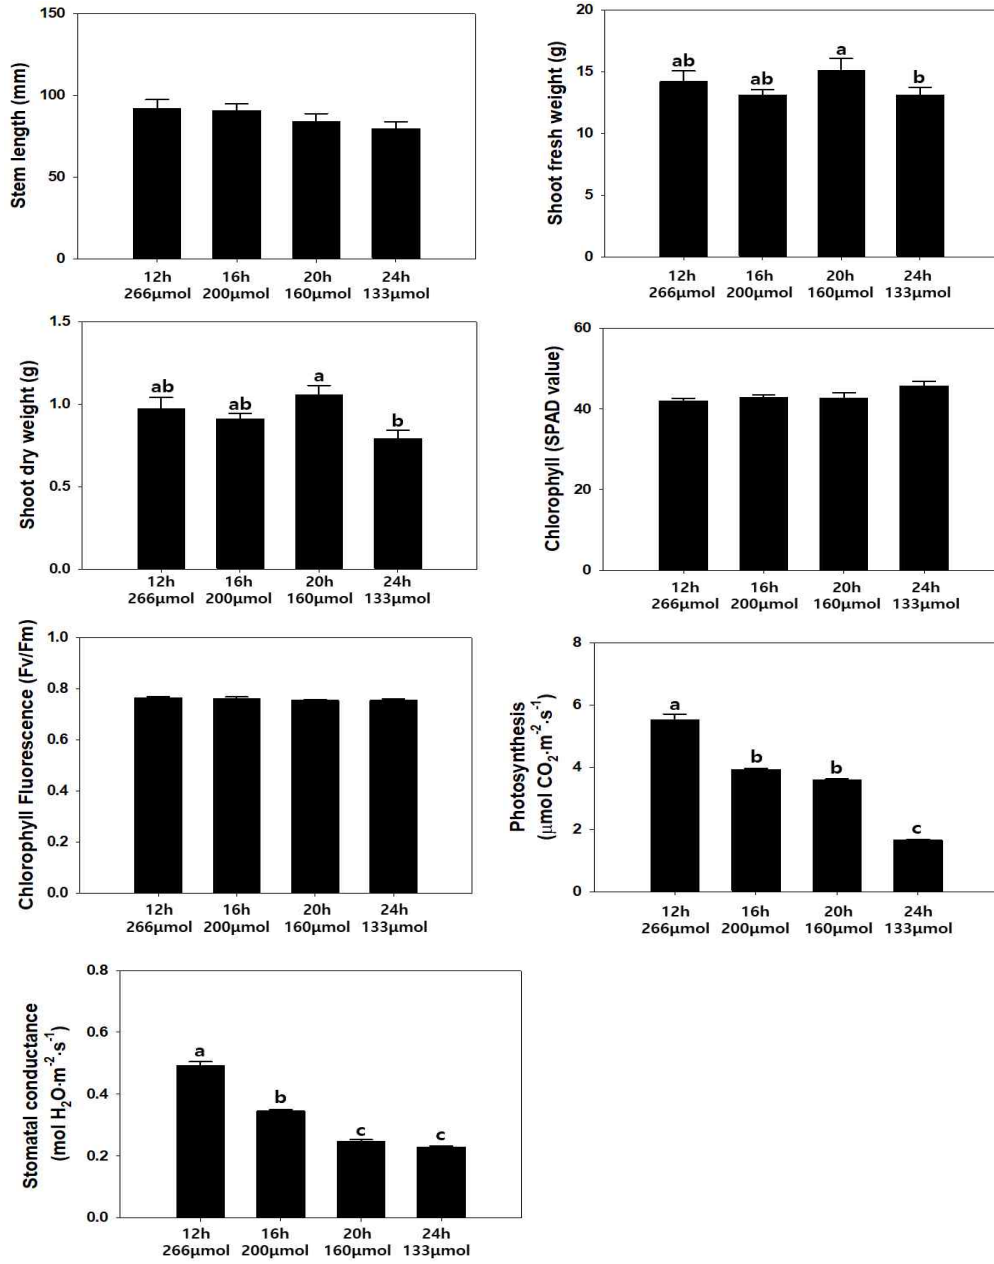 Stem length (mm)
150
100
50
0
12h 16h 20h 24h
266μmol 200μmol 160μmol 133μmol
Shoot fresh weight (g)
20
15
10
5
0
ab ab a b
12h 16h 20h 24h
266μmol 200μmol 160μmol 133μmol
Shoot dry weight (g)
1.5
1.0
0.5
0.0
ab ab a b
12h 16h 20h 24h
266μmol 200μmol 160μmol 133μmol
Chlorophyll (SPAD value)
60
40
20
0
12h 16h 20h 24h
266μmol 200μmol 160μmol 133μmol
Chlorophyll Fluorescence (Fv/Fm)
1.0
0.8
0.6
0.4
0.2
0.0
12h 16h 20h 24h
266μmol 200μmol 160μmol 133μmol
Photosynthesis
(μmol CO₂·m⁻²·s⁻¹)
8
6
4
2
0
a b b c
12h 16h 20h 24h
266μmol 200μmol 160μmol 133μmol
Stomatal conductance
(mol H₂O·m⁻²·s⁻¹)
0.8
0.6
0.4
0.2
0.0
a b c c
12h 16h 20h 24h
266μmol 200μmol 160μmol 133μmol